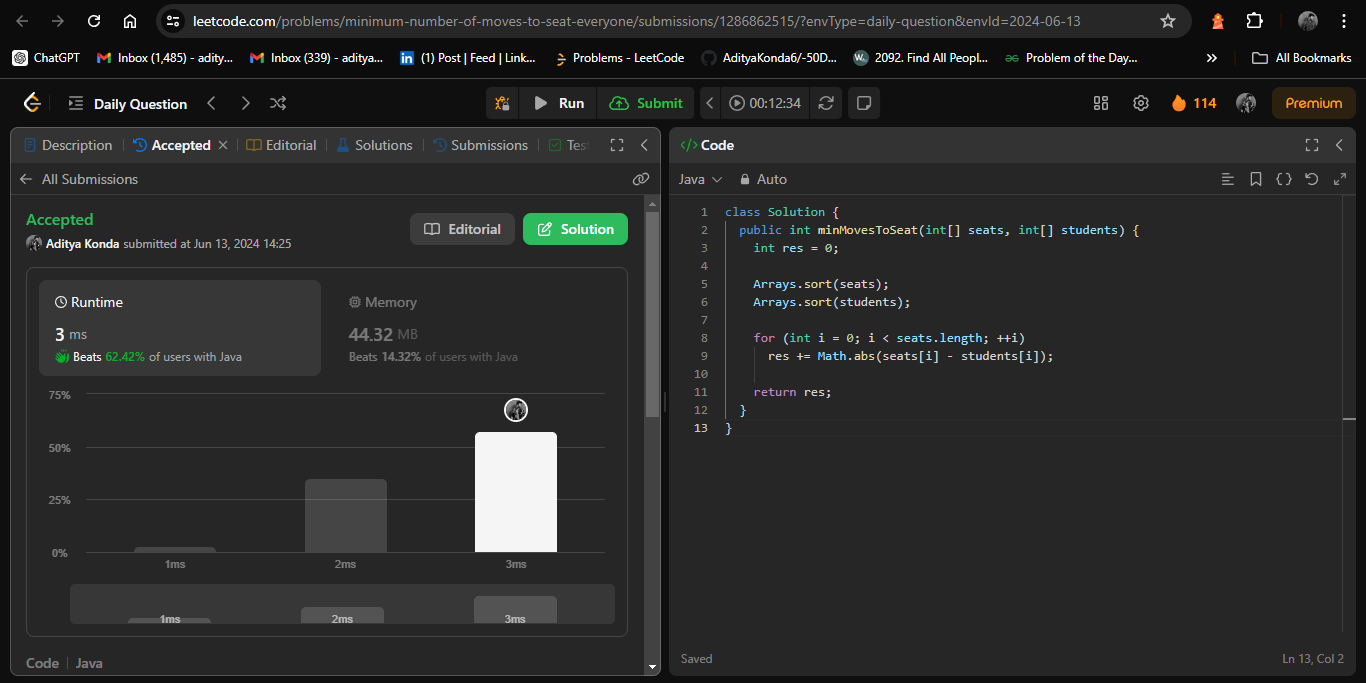 leetcode.com/problems/minimum-number-of-moves-to-seat-everyone/submissions/1286862515/?envType=daily-question&envId=2024-06-13
ChatGPT
Inbox (1,485) - adity...
Inbox (339) - aditya...
(1) Post | Feed | Link...
Problems - LeetCode
AdityaKonda6/-50D...
2092. Find All Peopl...
Problem of the Day...
All Bookmarks
Daily Question
Run
Submit
00:12:34
114
Premium
Description
Accepted
Editorial
Solutions
Submissions
Test
All Submissions
Accepted
Aditya Konda submitted at Jun 13, 2024 14:25
Editorial
Solution
Runtime
3 ms
Beats 62.42% of users with Java
Memory
44.32 MB
Beats 14.32% of users with Java
75%
50%
25%
0%
1ms
2ms
3ms
1ms
2ms
3ms
Code | Java
</> Code
Java
Auto
1 class Solution {
2 public int minMovesToSeat(int[] seats, int[] students) {
3 int res = 0;
4
5 Arrays.sort(seats);
6 Arrays.sort(students);
7
8 for (int i = 0; i < seats.length; ++i)
9 res += Math.abs(seats[i] - students[i]);
10
11 return res;
12 }
13 }
Saved
Ln 13, Col 2